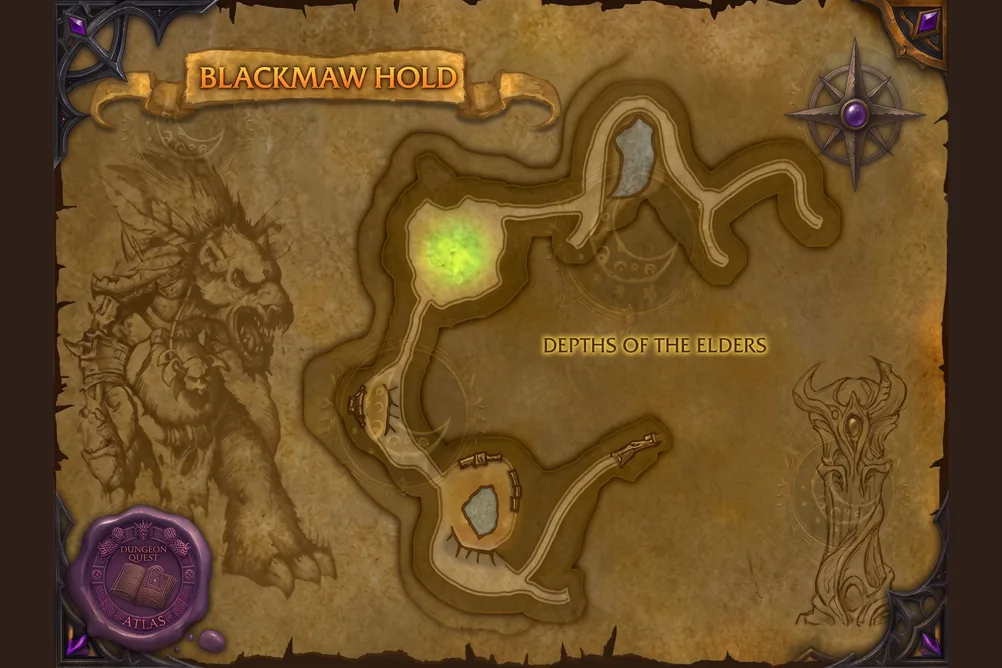 BLACKMAW HOLD
DEPTHS OF THE ELDERS
DUNGEON
QUEST
ATLAS